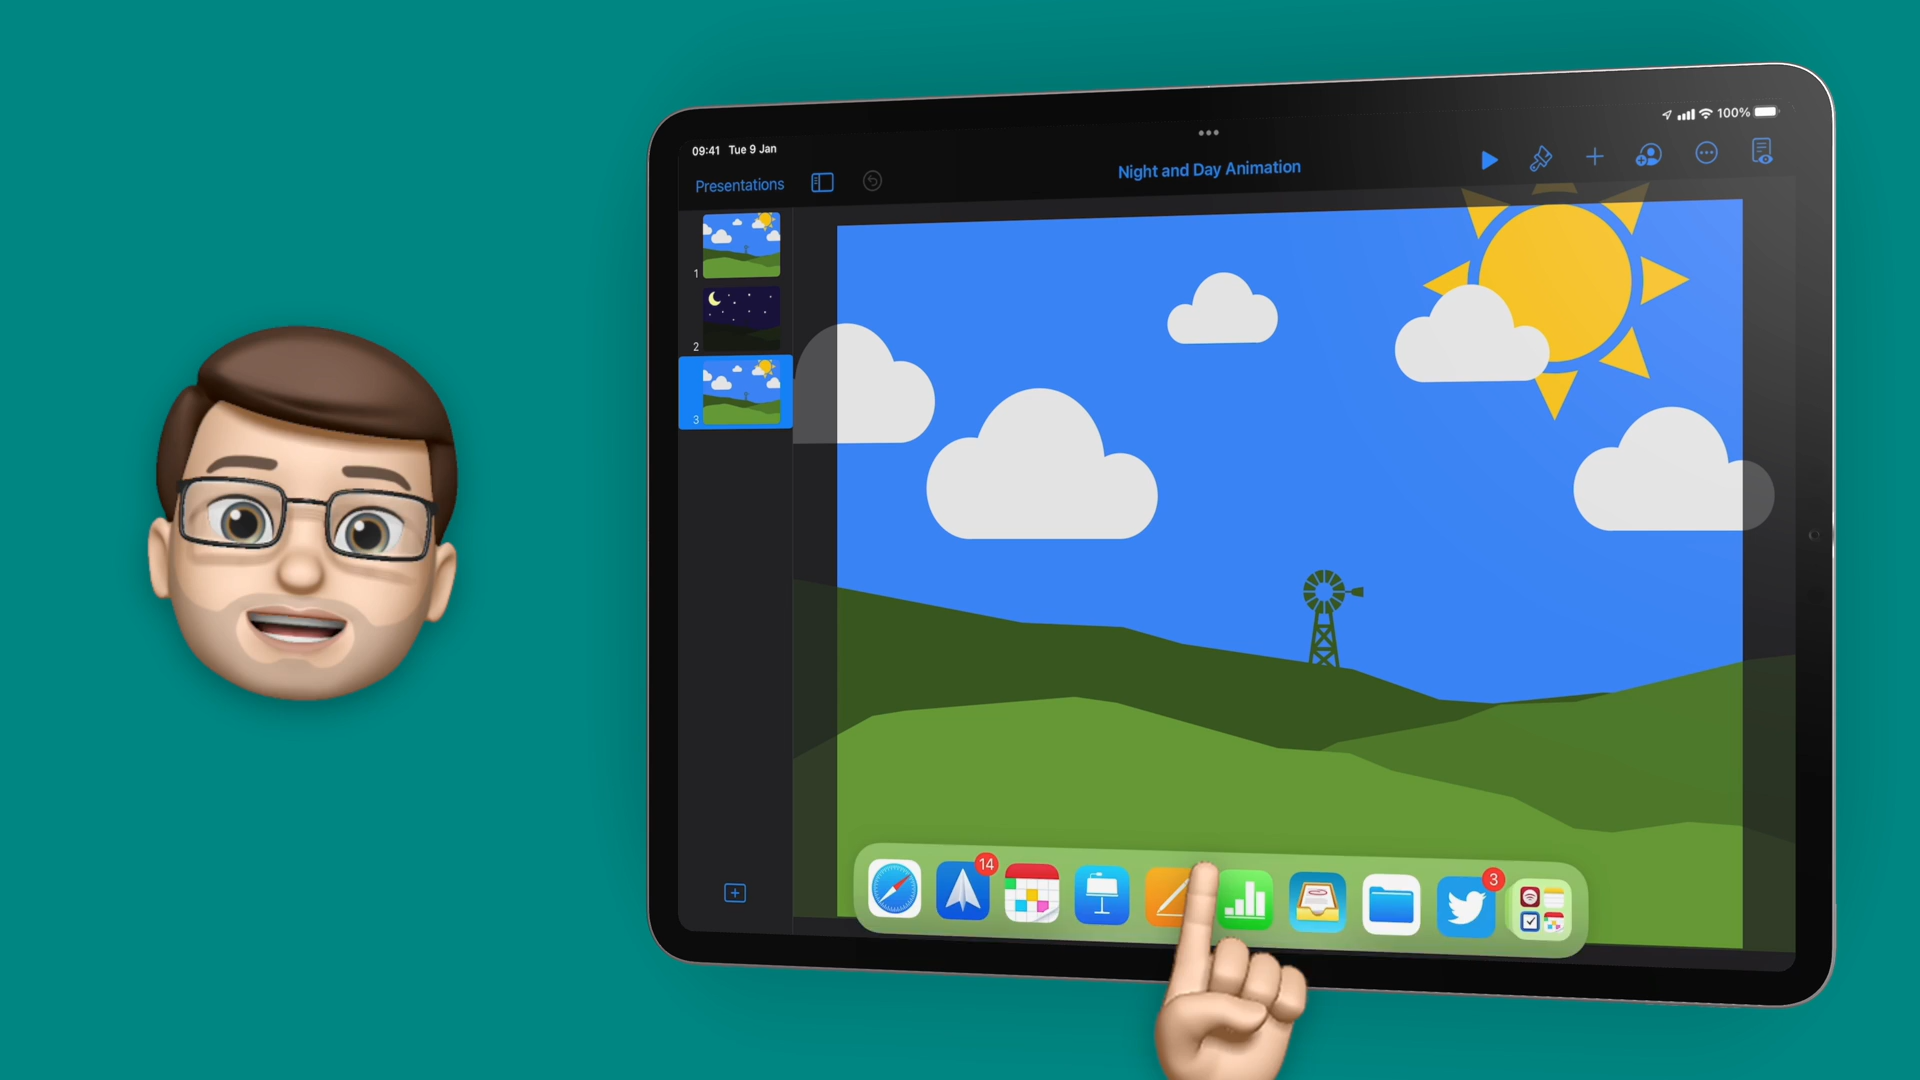 09:41 Tue 9 Jan
100%
Presentations
Night and Day Animation
1
2
3
14
3